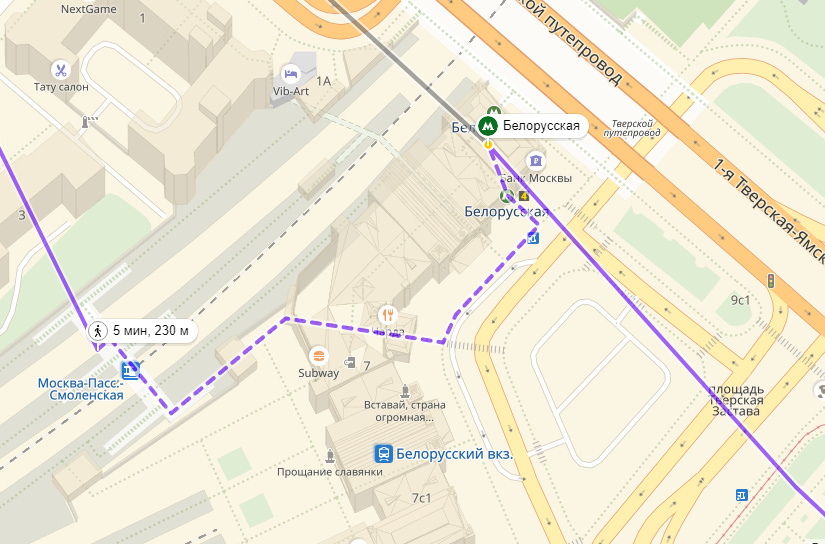 NextGame
1
кой путепровод
Тату салон
1А
Vib-Art
Бел
Белорусская
Тверской
путепровод
Банк Москвы
4
Белорусская
1-я Тверская-Ямск
3
9с1
5 мин, 230 м
Subway
7
Москва-Пасс.-
Смоленская
Вставай, страна
огромная...
площадь
Тверская
Застава
Белорусский вкз.
Прощание славянки
7с1